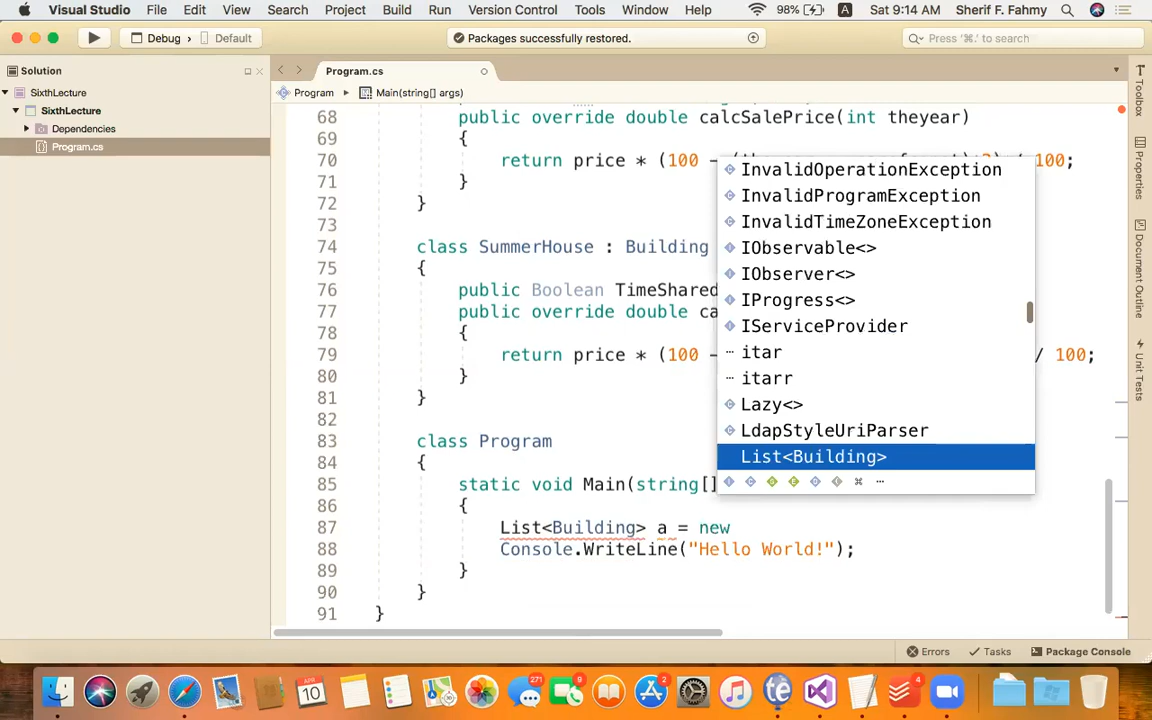 Visual Studio File Edit View Search Project Build Run Version Control Tools Window Help 98% A Sat 9:14 AM Sherif F. Fahmy
Debug Default Packages successfully restored. Press '⌘.' to search
Solution Program.cs
SixthLecture Program Main(string[] args)
SixthLecture
Dependencies
Program.cs
68 public override double calcSalePrice(int theyear)
69 {
70 return price * (100 100;
71 }
72 }
73
74 class SummerHouse : Building
75 {
76 public Boolean TimeShared
77 public override double ca
78 {
79 return price * (100 - / 100;
80 }
81 }
82
83 class Program
84 {
85 static void Main(string[]
86 {
87 List<Building> a = new
88 Console.WriteLine("Hello World!");
89 }
90 }
91 }
InvalidOperationException
InvalidProgramException
InvalidTimeZoneException
IObservable<>
IObserver<>
IProgress<>
IServiceProvider
itar
itarr
Lazy<>
LdapStyleUriParser
List<Building>
Toolbox
Properties
Document Outline
Unit Tests
Errors Tasks Package Console
APR 10 271 9 2 4